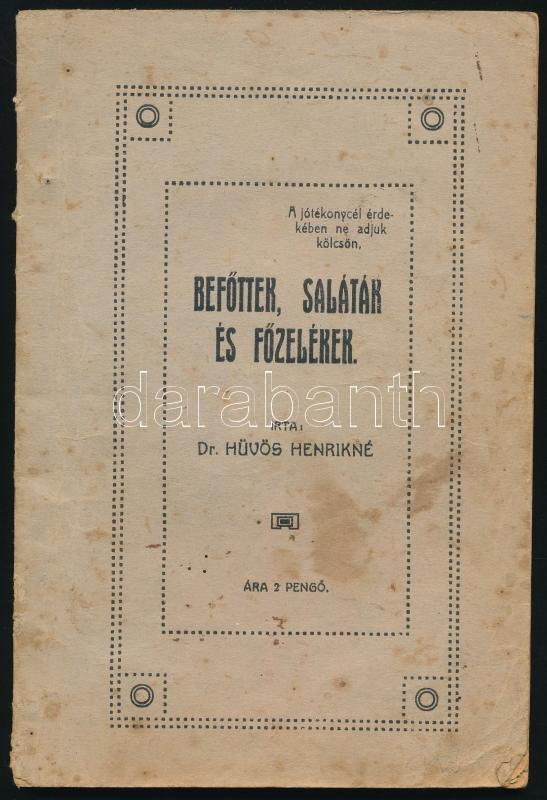 A jótékonycél érde-
kében ne adjuk
kölcsön.
BEFŐTTEK, SALÁTÁK
ÉS FŐZELÉKEK.
darabanth
IRTA:
Dr. HÜVÖS HENRIKNÉ
ÁRA 2 PENGŐ.